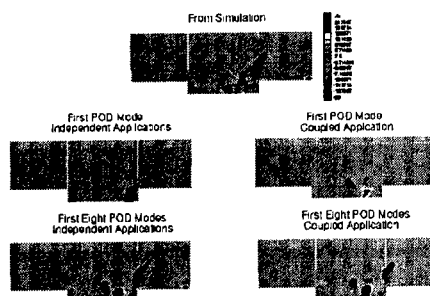 From Simulation
First POD Mode
Independent Applications
First POD Mode
Coupled Application
First Eight POD Modes
Independent Applications
First Eight POD Modes
Coupled Application